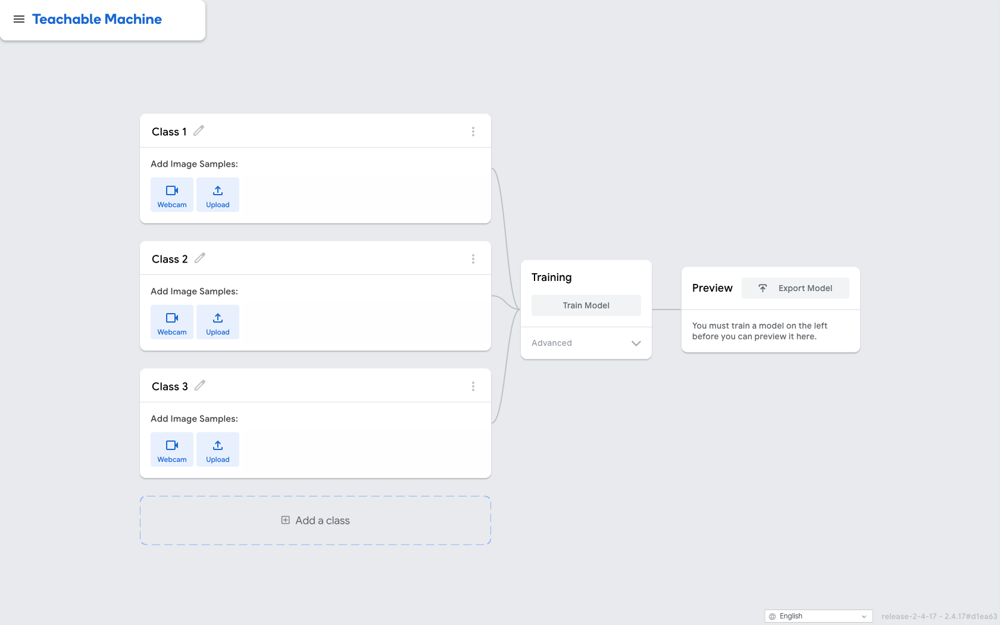 Teachable Machine
Class 1
Add Image Samples:
Webcam
Upload
Class 2
Add Image Samples:
Webcam
Upload
Class 3
Add Image Samples:
Webcam
Upload
Add a class
Training
Train Model
Advanced
Preview
Export Model
You must train a model on the left
before you can preview it here.
English
release-2-4-17 - 2.4.17#d1ea63